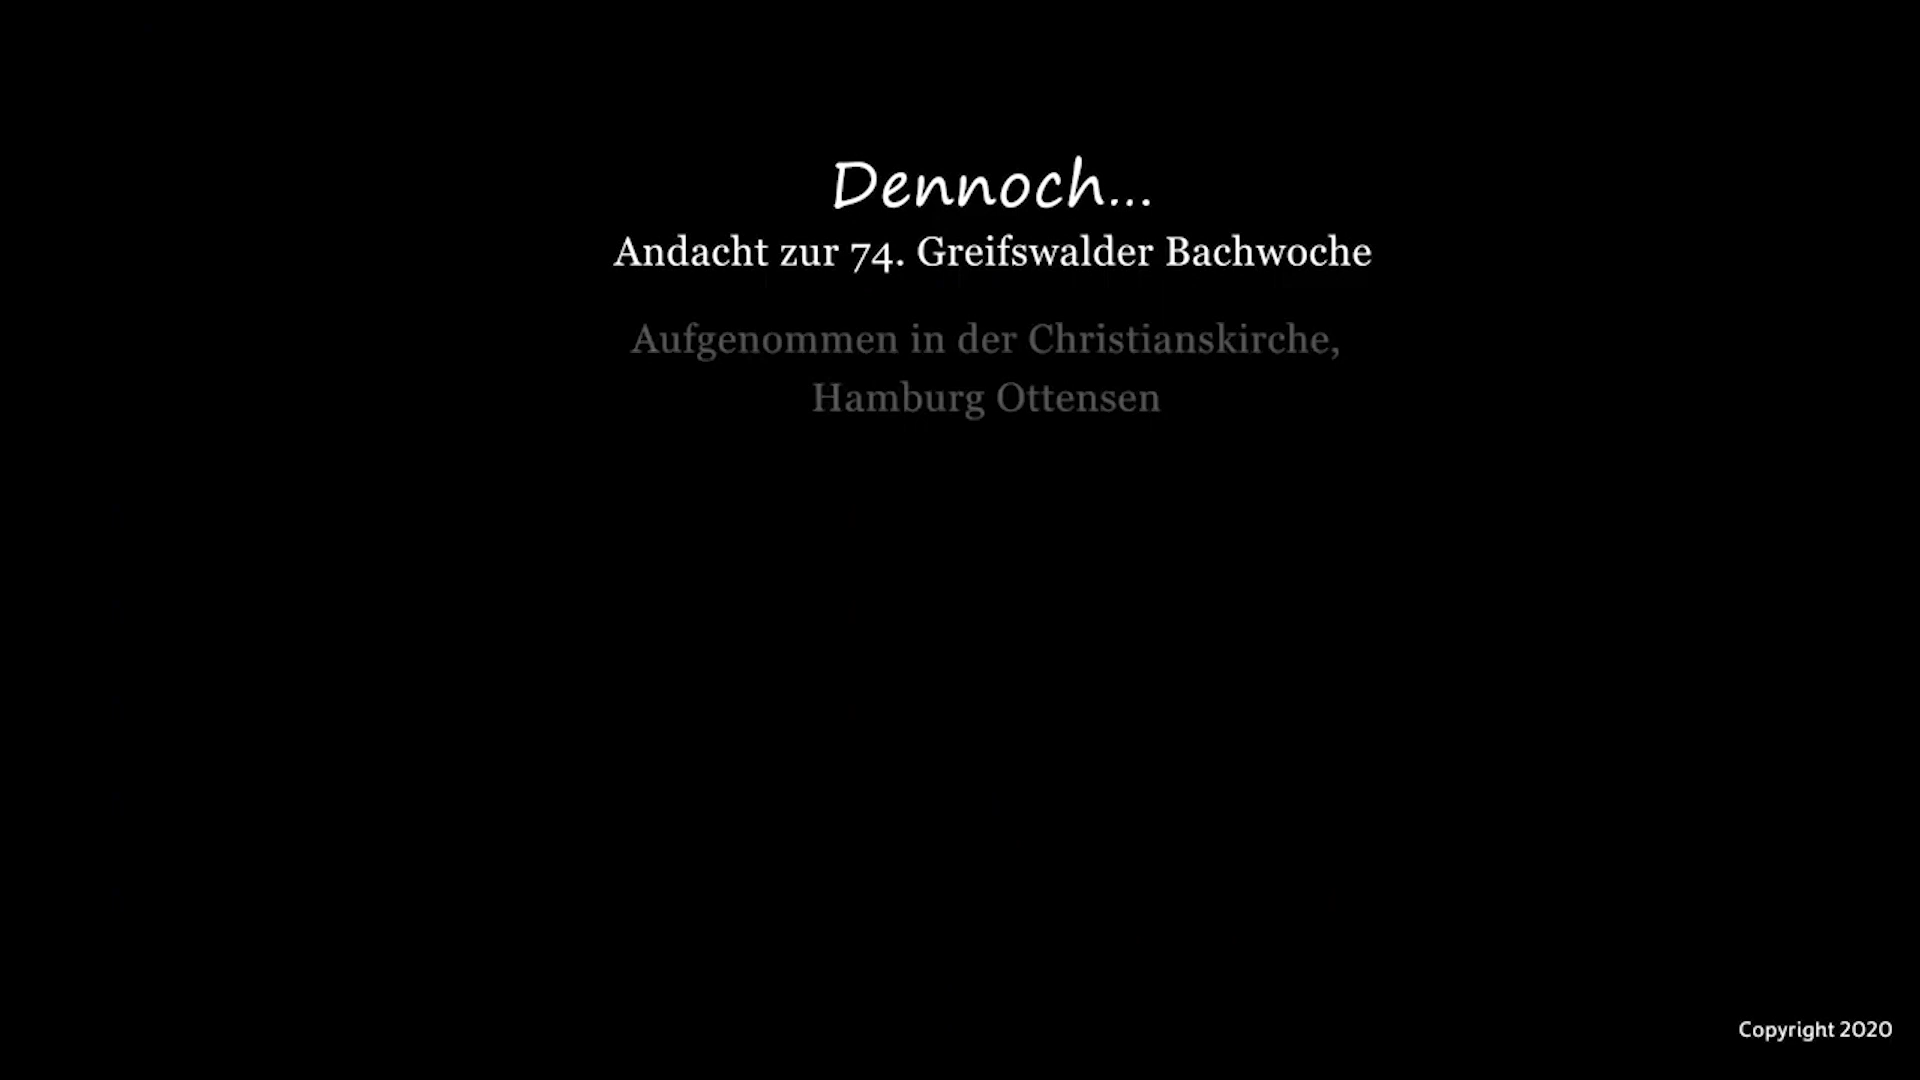 Dennoch...
Andacht zur 74. Greifswalder Bachwoche
Aufgenommen in der Christianskirche,
Hamburg Ottensen
Copyright 2020